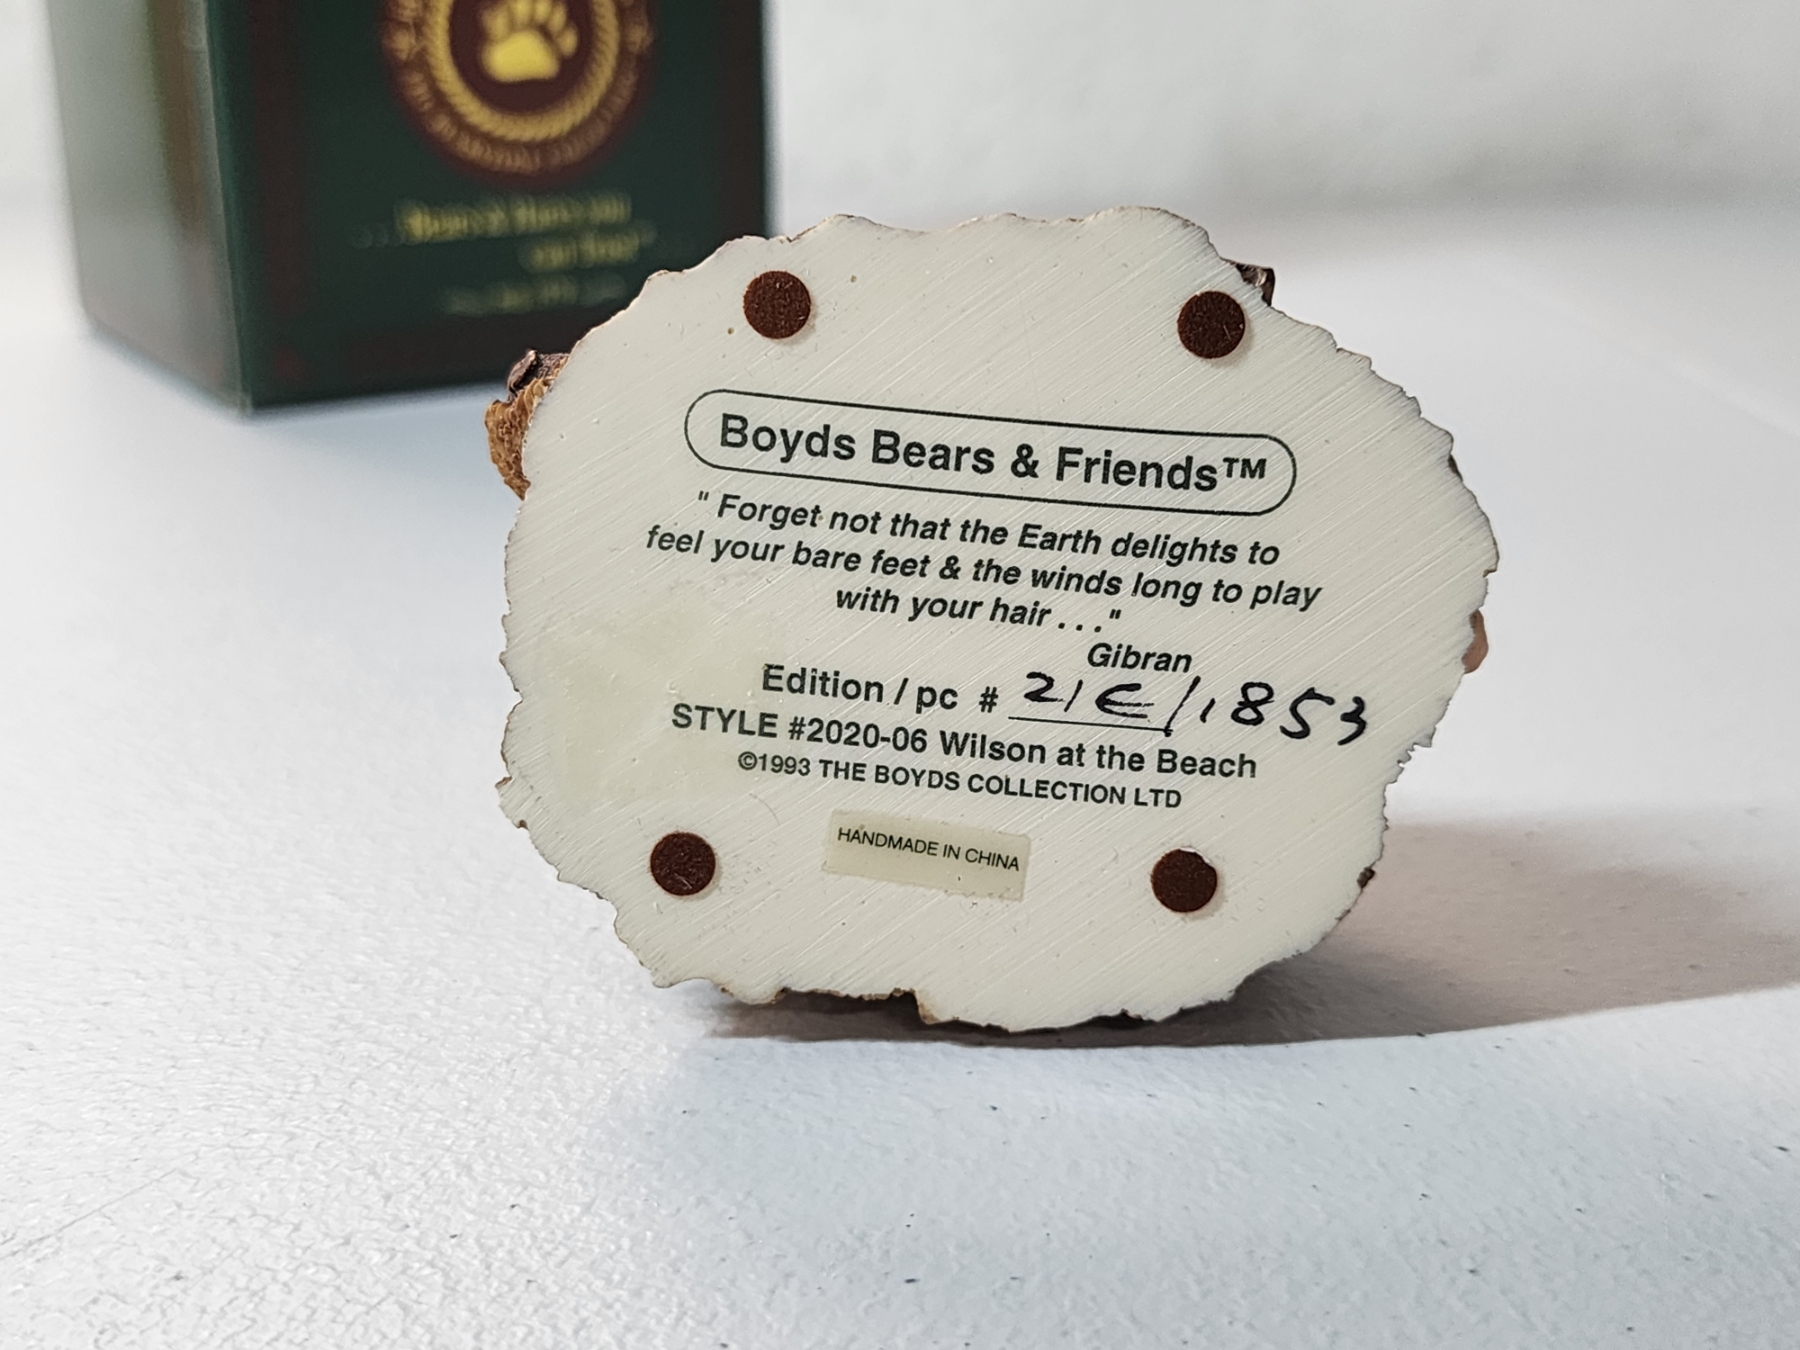 Boyds Bears & Friends™
" Forget not that the Earth delights to
feel your bare feet & the winds long to play
with your hair . . ."
Gibran
Edition / pc # 21E/1853
STYLE #2020-06 Wilson at the Beach
©1993 THE BOYDS COLLECTION LTD
HANDMADE IN CHINA